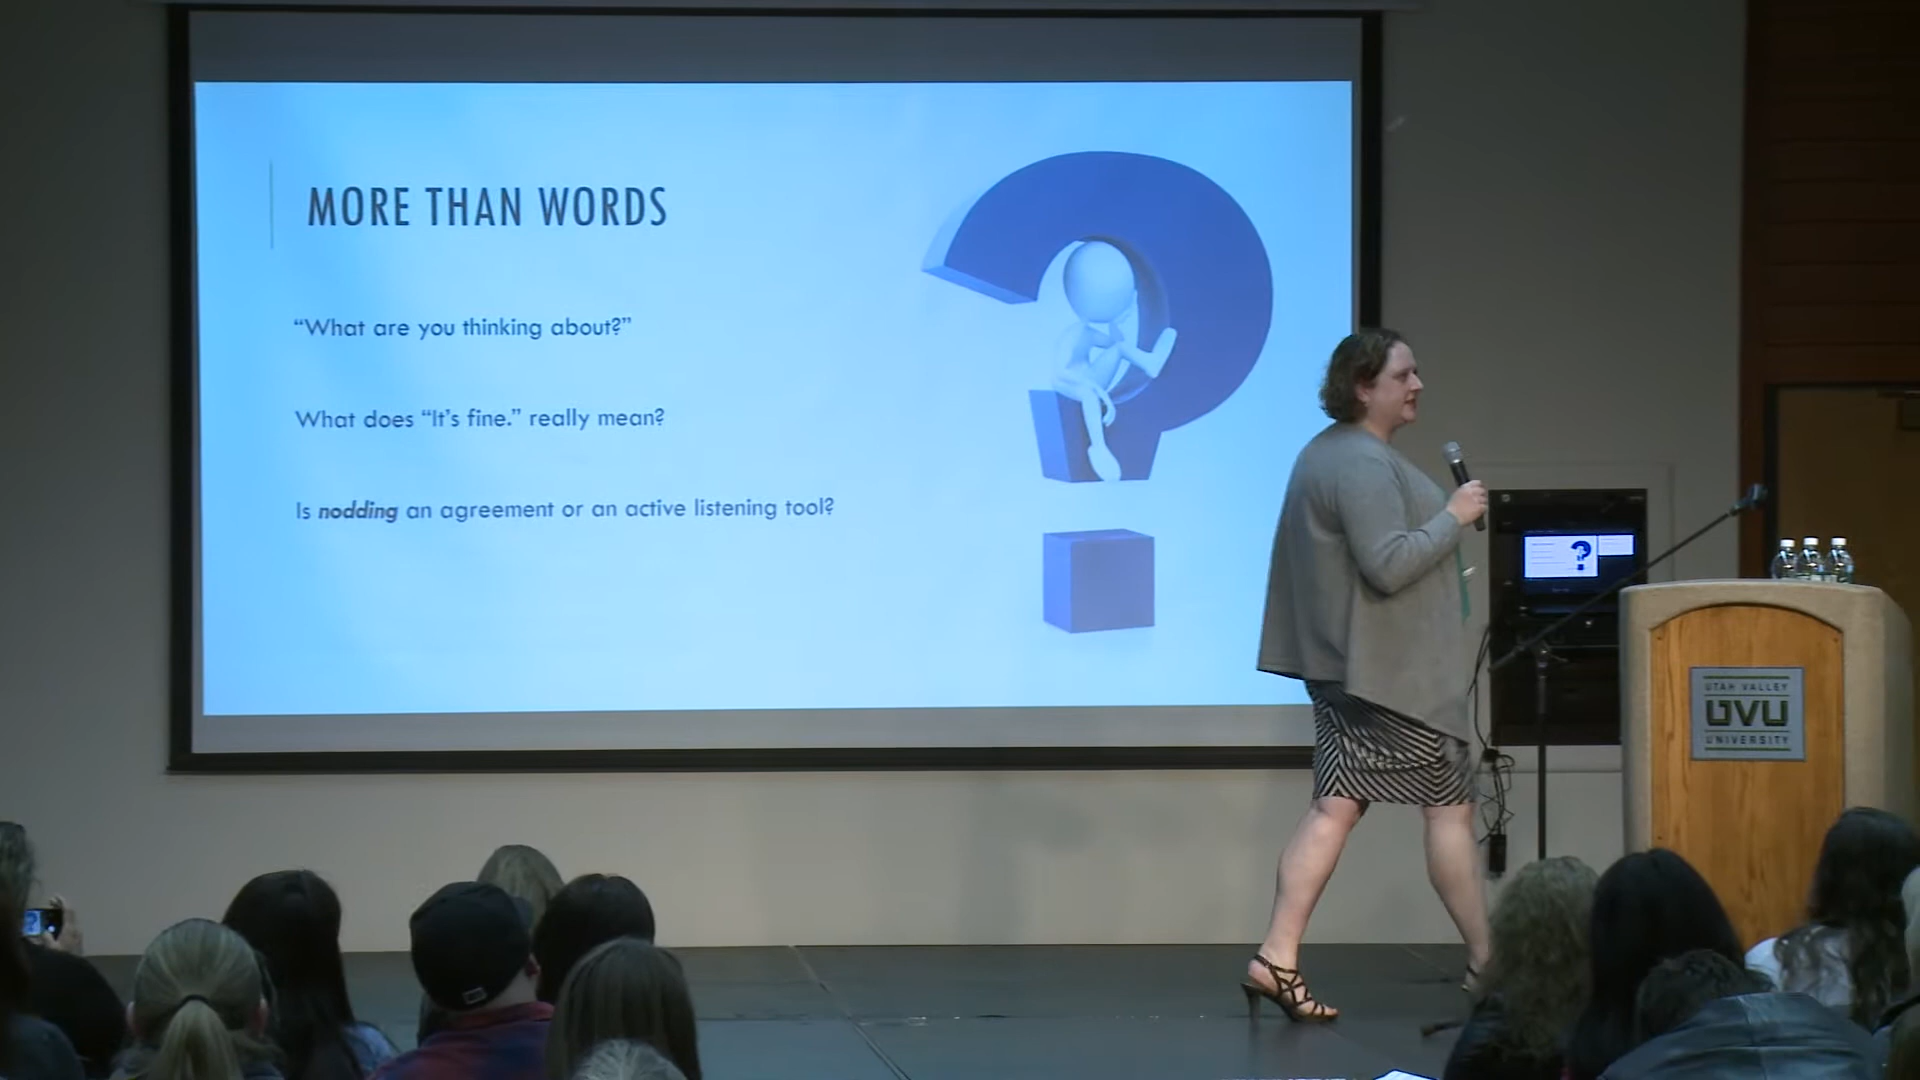 MORE THAN WORDS
“What are you thinking about?”
What does “It’s fine.” really mean?
Is nodding an agreement or an active listening tool?
UTAH VALLEY
UVU
UNIVERSITY